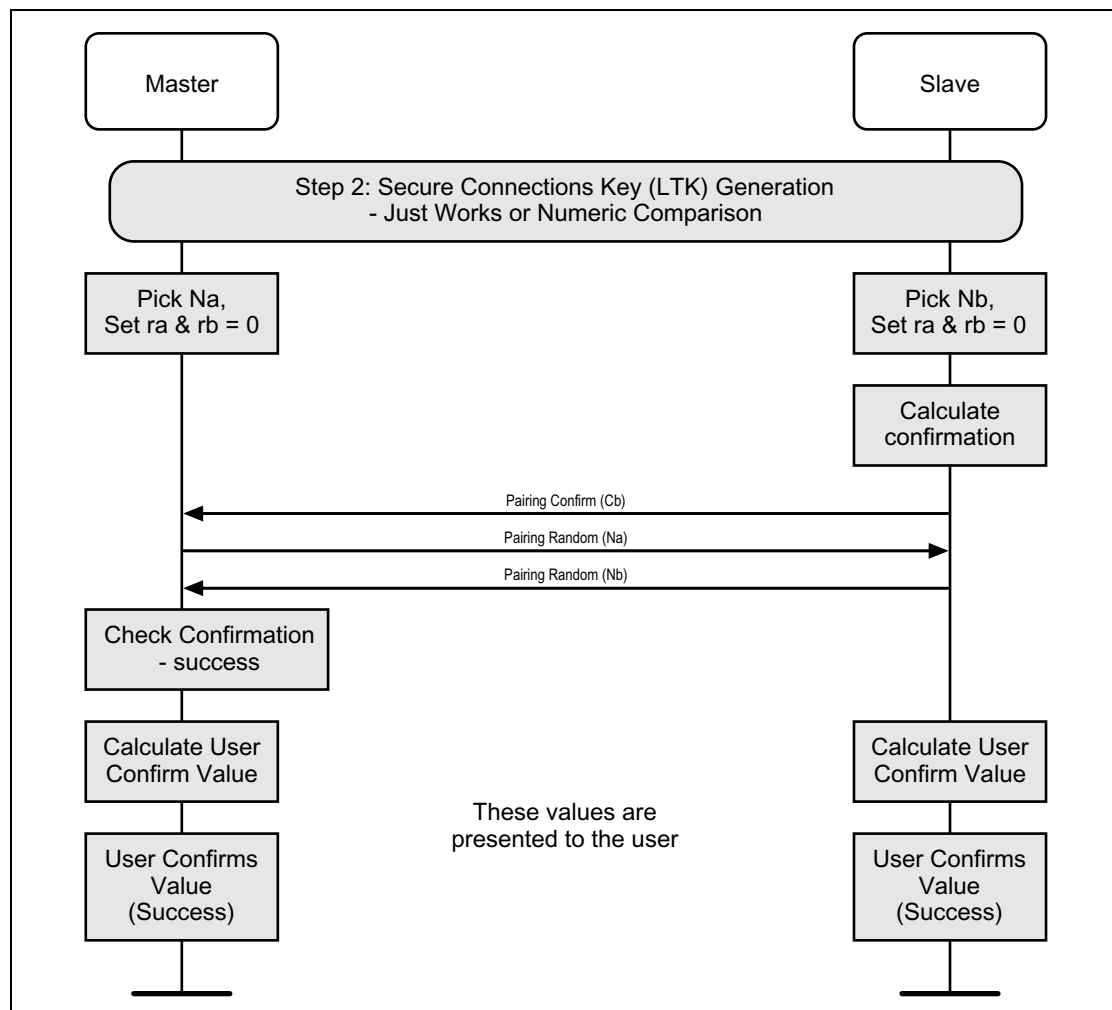 Master
Slave
Step 2: Secure Connections Key (LTK) Generation
- Just Works or Numeric Comparison
Pick Na,
Set ra & rb = 0
Pick Nb,
Set ra & rb = 0
Calculate
confirmation
Pairing Confirm (Cb)
Pairing Random (Na)
Pairing Random (Nb)
Check Confirmation
- success
Calculate User
Confirm Value
Calculate User
Confirm Value
These values are
presented to the user
User Confirms
Value
(Success)
User Confirms
Value
(Success)